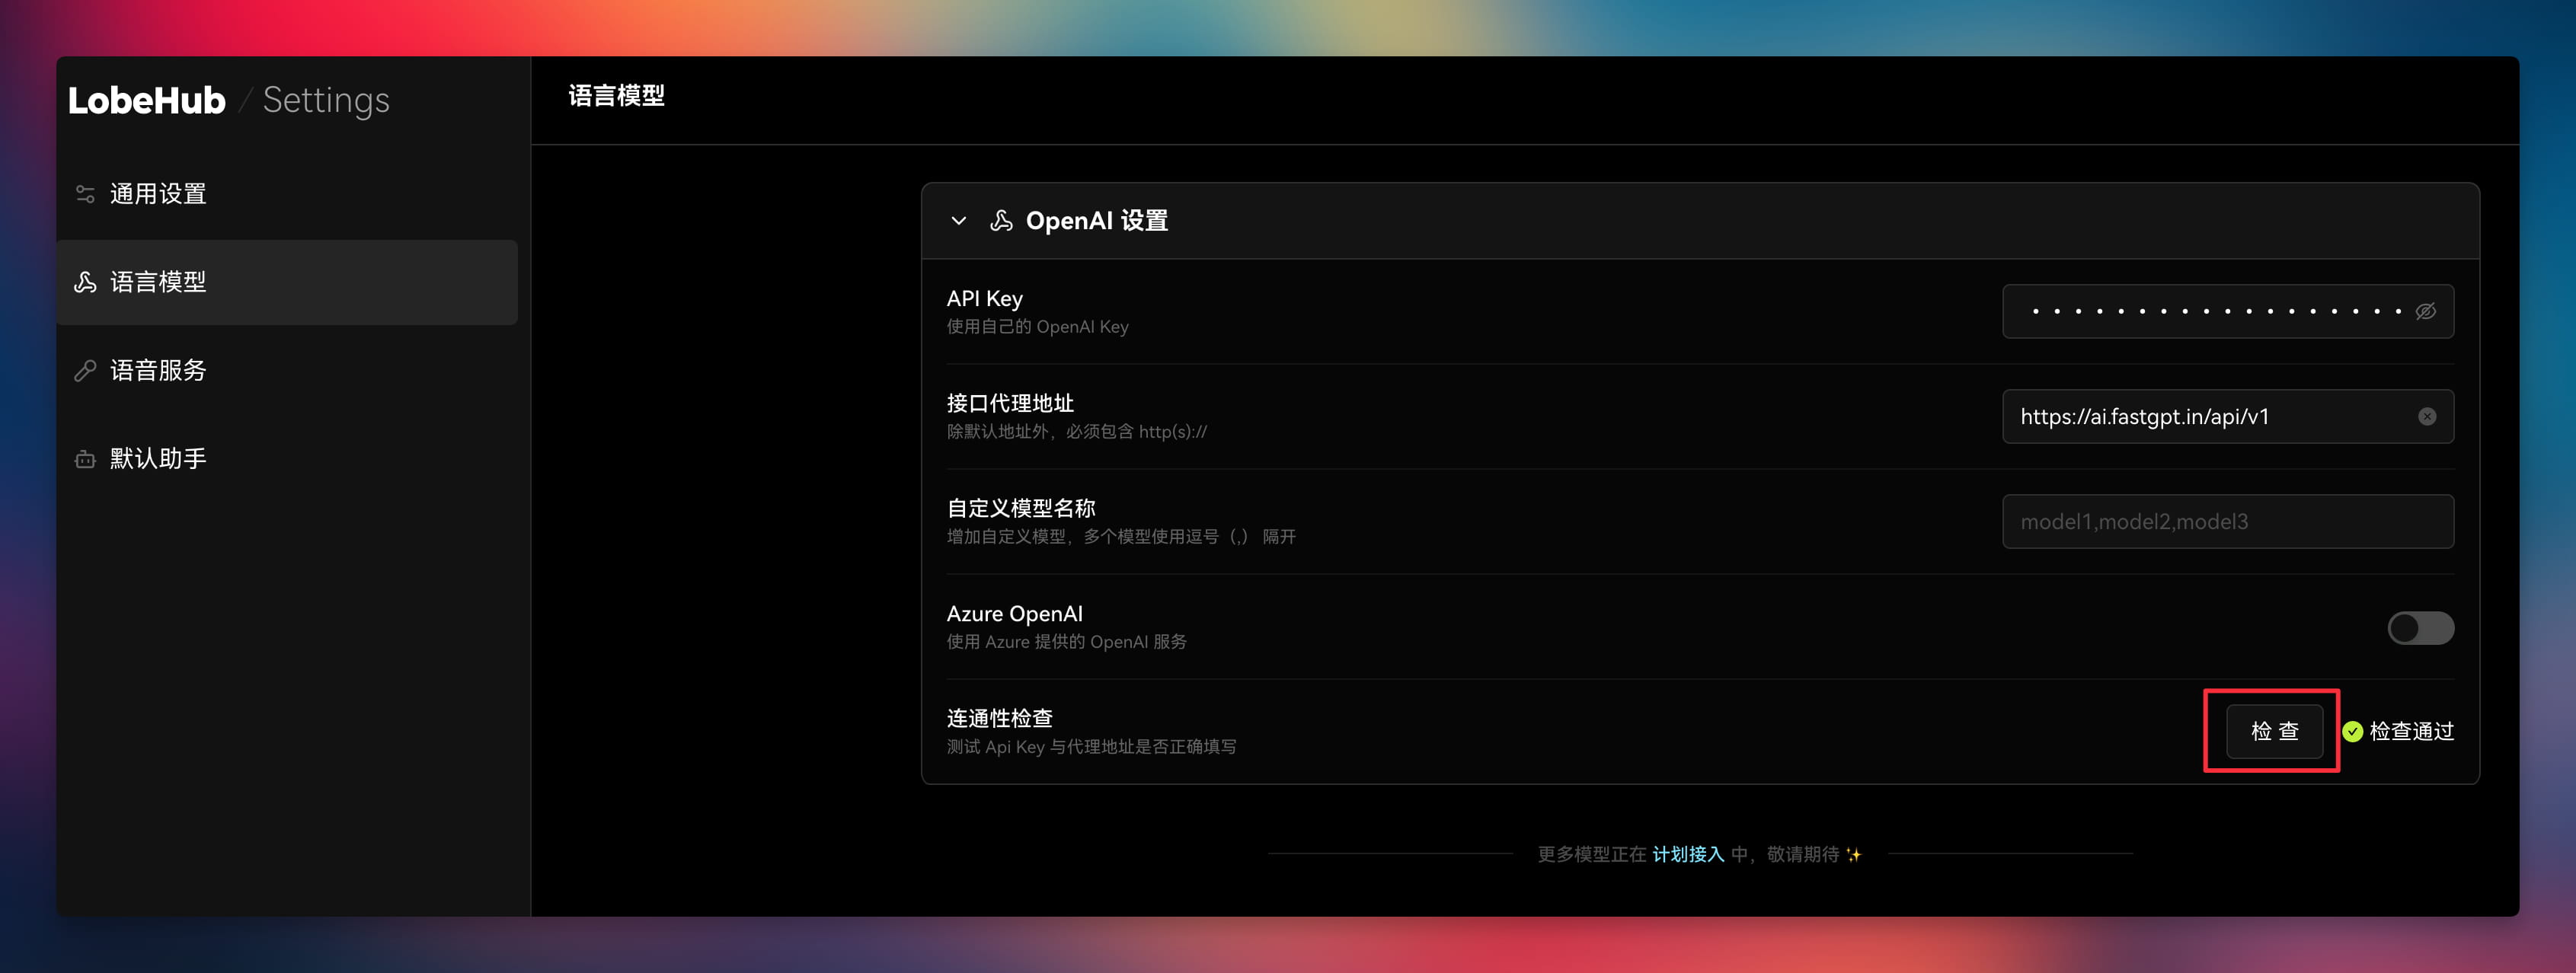 LobeHub / Settings
通用设置
语言模型
语音服务
默认助手
语言模型
OpenAI 设置
API Key
使用自己的 OpenAI Key
接口代理地址
除默认地址外，必须包含 http(s)://
https://ai.fastgpt.in/api/v1
自定义模型名称
增加自定义模型，多个模型使用逗号（,） 隔开
model1,model2,model3
Azure OpenAI
使用 Azure 提供的 OpenAI 服务
连通性检查
测试 Api Key 与代理地址是否正确填写
检 查
检查通过
更多模型正在 计划接入 中，敬请期待 ✨